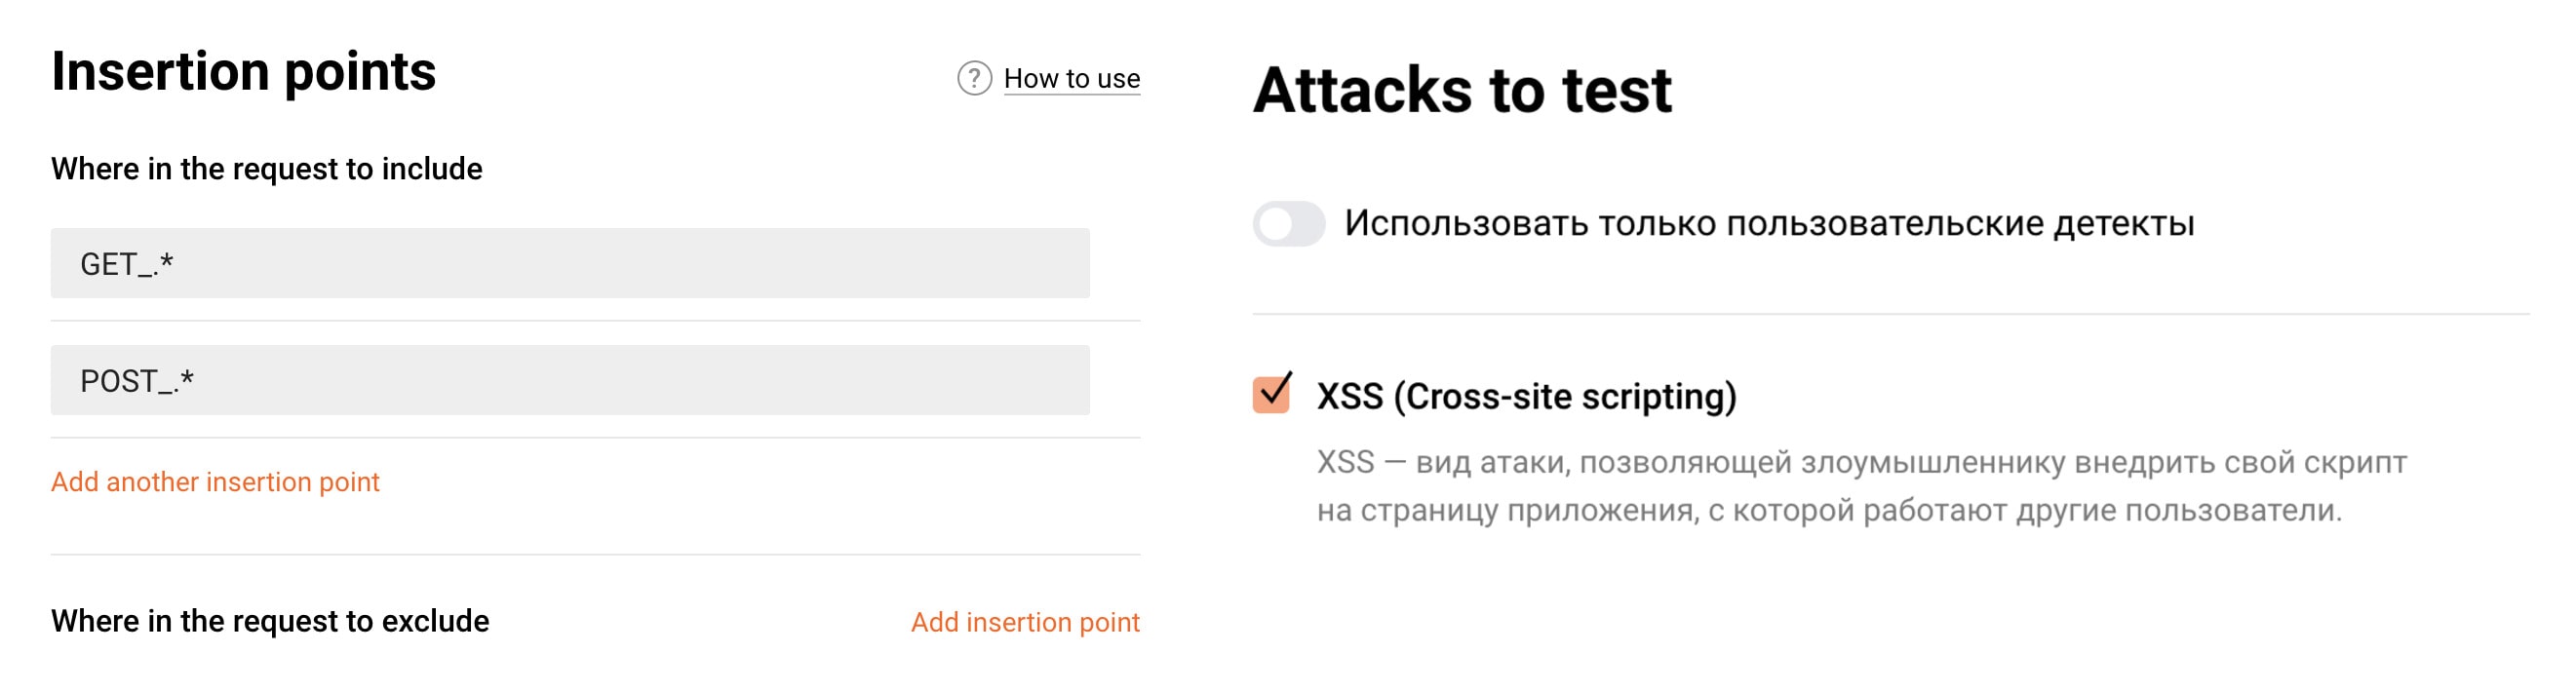 Insertion points
? How to use
Where in the request to include
GET_.*
POST_.*
Add another insertion point
Where in the request to exclude
Add insertion point
Attacks to test
Использовать только пользовательские детекты
XSS (Cross-site scripting)
XSS — вид атаки, позволяющей злоумышленнику внедрить свой скрипт
на страницу приложения, с которой работают другие пользователи.